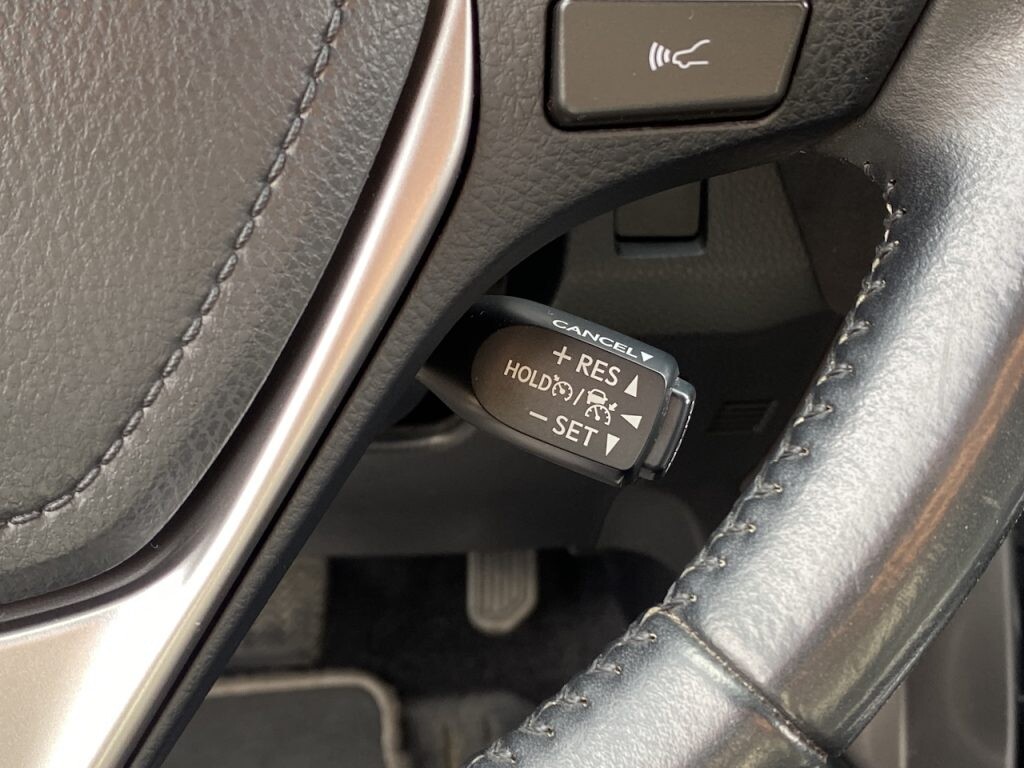 CANCEL▼
+ RES ▲
HOLD / ◀
− SET ▼